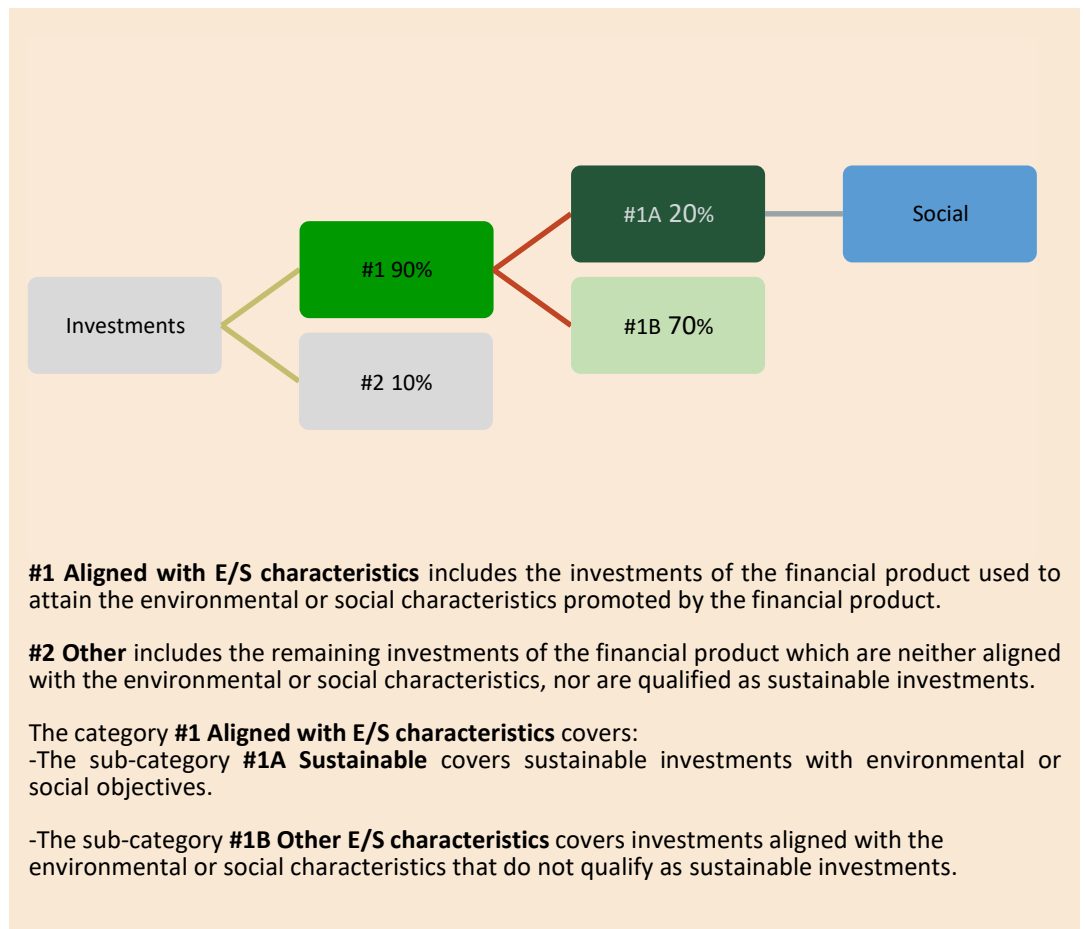 #1A 20%
Social
#1 90%
Investments
#1B 70%
#2 10%
#1 Aligned with E/S characteristics includes the investments of the financial product used to
attain the environmental or social characteristics promoted by the financial product.
#2 Other includes the remaining investments of the financial product which are neither aligned
with the environmental or social characteristics, nor are qualified as sustainable investments.
The category #1 Aligned with E/S characteristics covers:
-The sub-category #1A Sustainable covers sustainable investments with environmental or
social objectives.
-The sub-category #1B Other E/S characteristics covers investments aligned with the
environmental or social characteristics that do not qualify as sustainable investments.